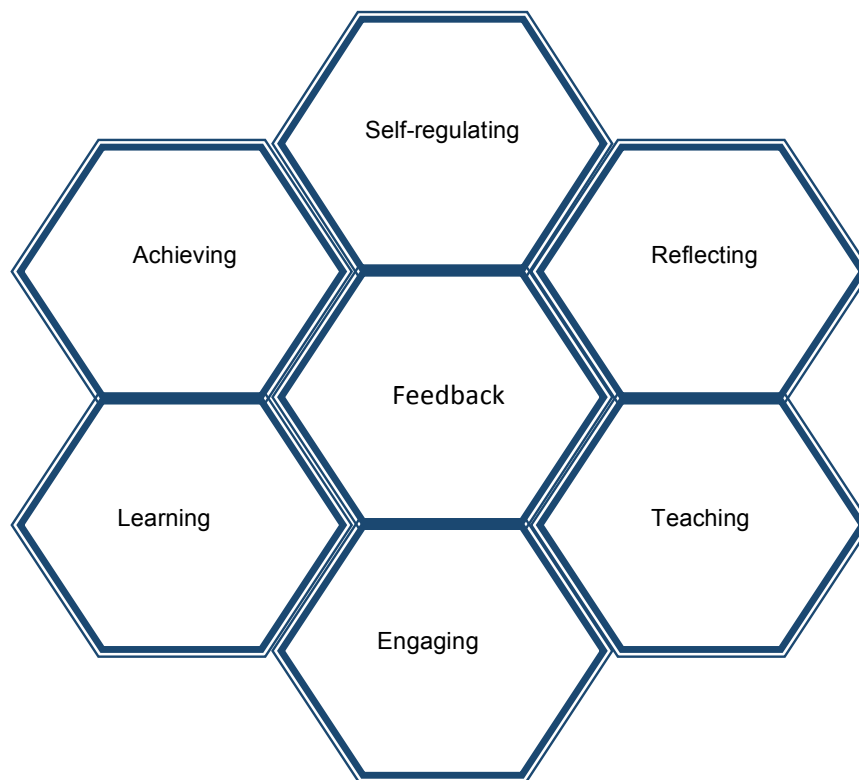 Self-regulating
Achieving
Reflecting
Feedback
Learning
Teaching
Engaging